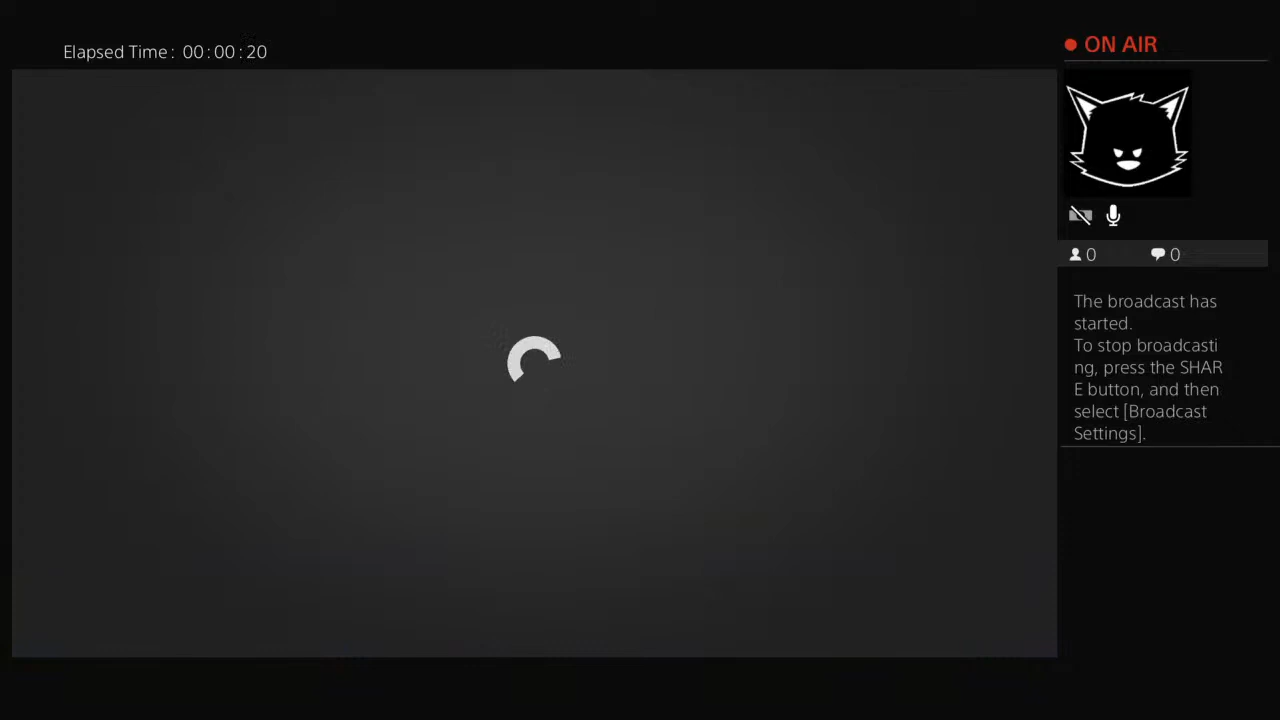 Elapsed Time: 00:00:20
ON AIR
0 0
The broadcast has
started.
To stop broadcasti
ng, press the SHAR
E button, and then
select [Broadcast
Settings].